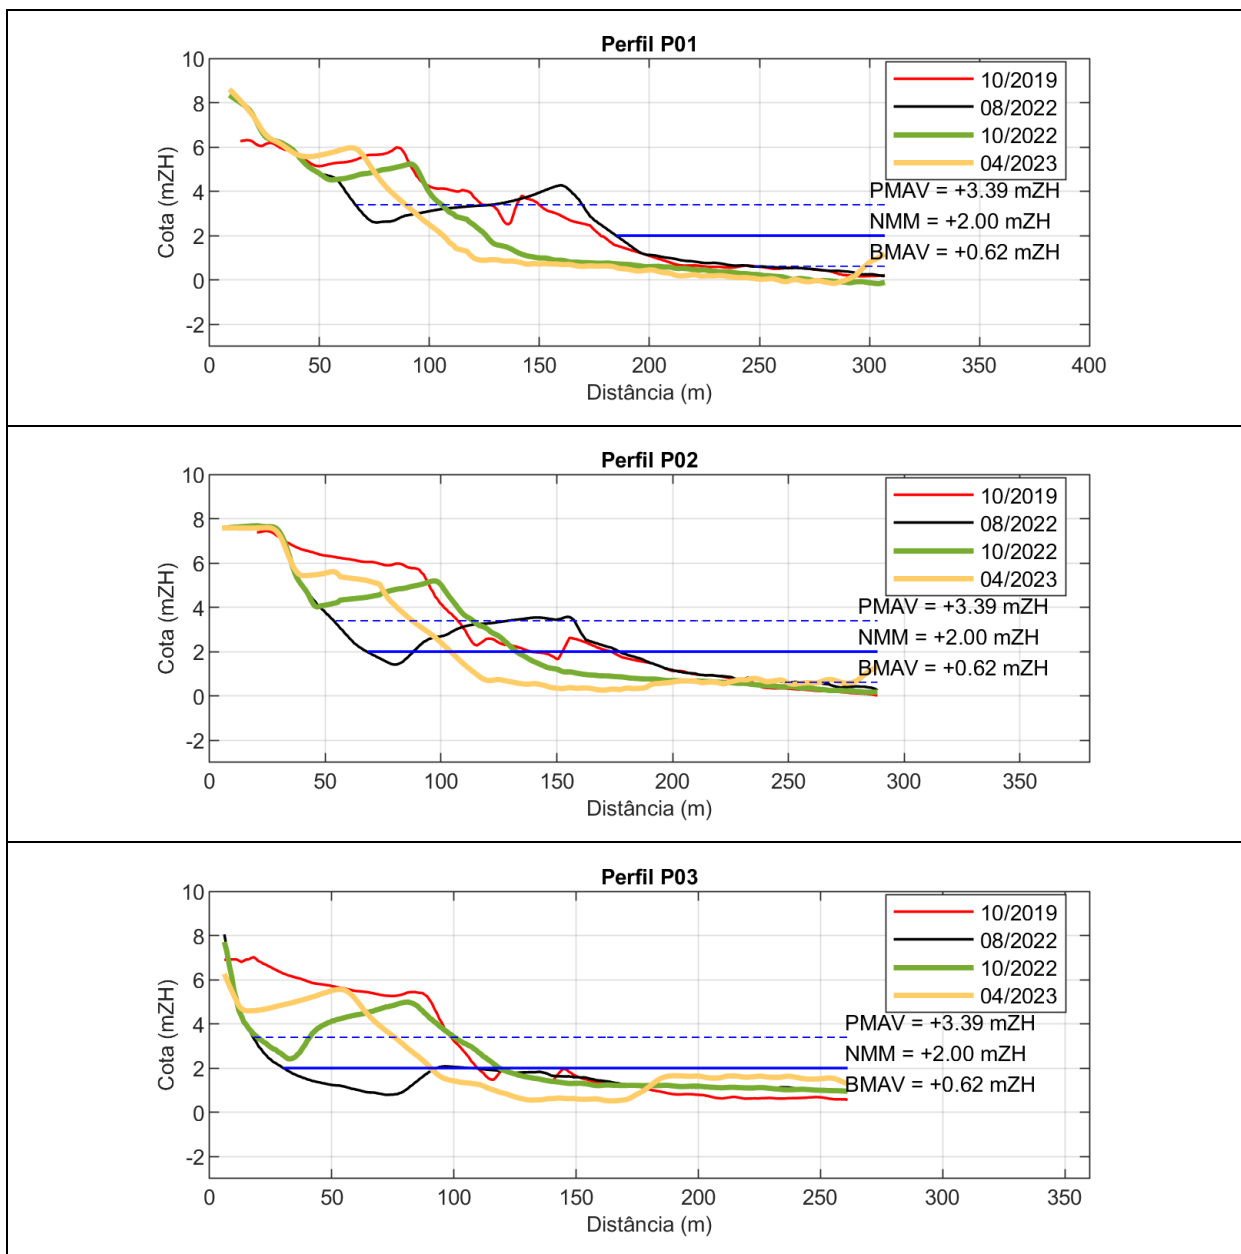 Perfil P01
10
8
6
4
2
0
-2
Cota (mZH)
10/2019
08/2022
10/2022
04/2023
PMAV = +3.39 mZH
NMM = +2.00 mZH
BMAV = +0.62 mZH
0 50 100 150 200 250 300 350 400
Distância (m)
Perfil P02
10
8
6
4
2
0
-2
Cota (mZH)
10/2019
08/2022
10/2022
04/2023
PMAV = +3.39 mZH
NMM = +2.00 mZH
BMAV = +0.62 mZH
0 50 100 150 200 250 300 350
Distância (m)
Perfil P03
10
8
6
4
2
0
-2
Cota (mZH)
10/2019
08/2022
10/2022
04/2023
PMAV = +3.39 mZH
NMM = +2.00 mZH
BMAV = +0.62 mZH
0 50 100 150 200 250 300 350
Distância (m)